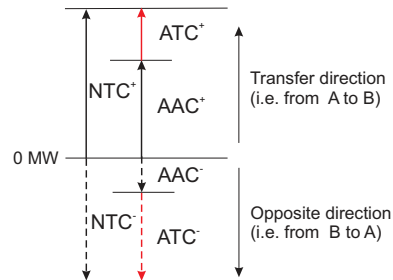 ATC⁺
NTC⁺
AAC⁺
Transfer direction
(i.e. from A to B)
0 MW
AAC⁻
NTC⁻
ATC⁻
Opposite direction
(i.e. from B to A)